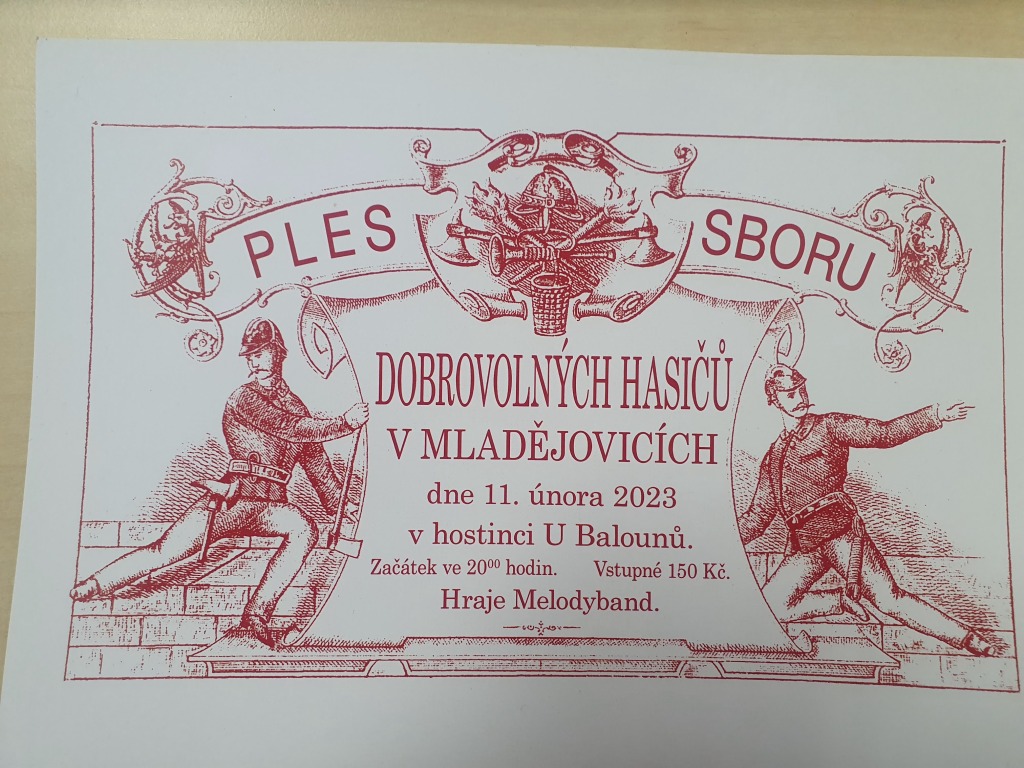 PLES SBORU
DOBROVOLNÝCH HASIČŮ
V MLADĚJOVICÍCH
dne 11. února 2023
v hostinci U Balounů.
Začátek ve 20⁰⁰ hodin. Vstupné 150 Kč.
Hraje Melodyband.